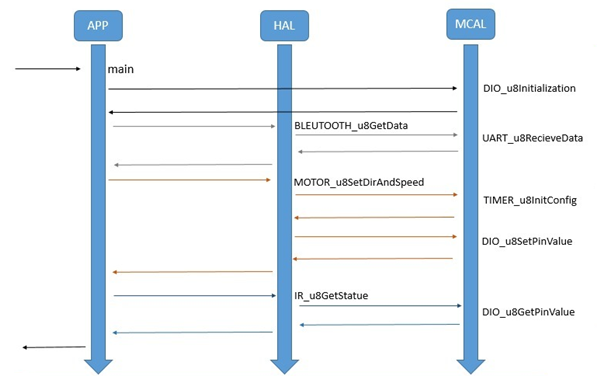 APP
HAL
MCAL
main
DIO_u8Initialization
BLEUTOOTH_u8GetData
UART_u8RecieveData
MOTOR_u8SetDirAndSpeed
TIMER_u8InitConfig
DIO_u8SetPinValue
IR_u8GetStatue
DIO_u8GetPinValue